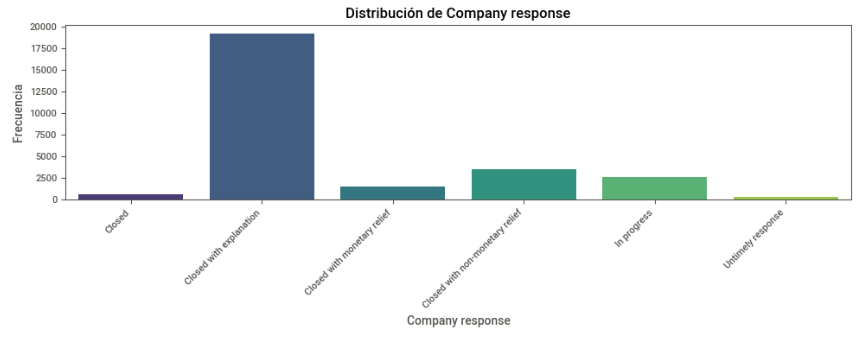 Distribución de Company response
Frecuencia
20000
17500
15000
12500
10000
7500
5000
2500
0
Closed
Closed with explanation
Closed with monetary relief
Closed with non-monetary relief
In progress
Untimely response
Company response